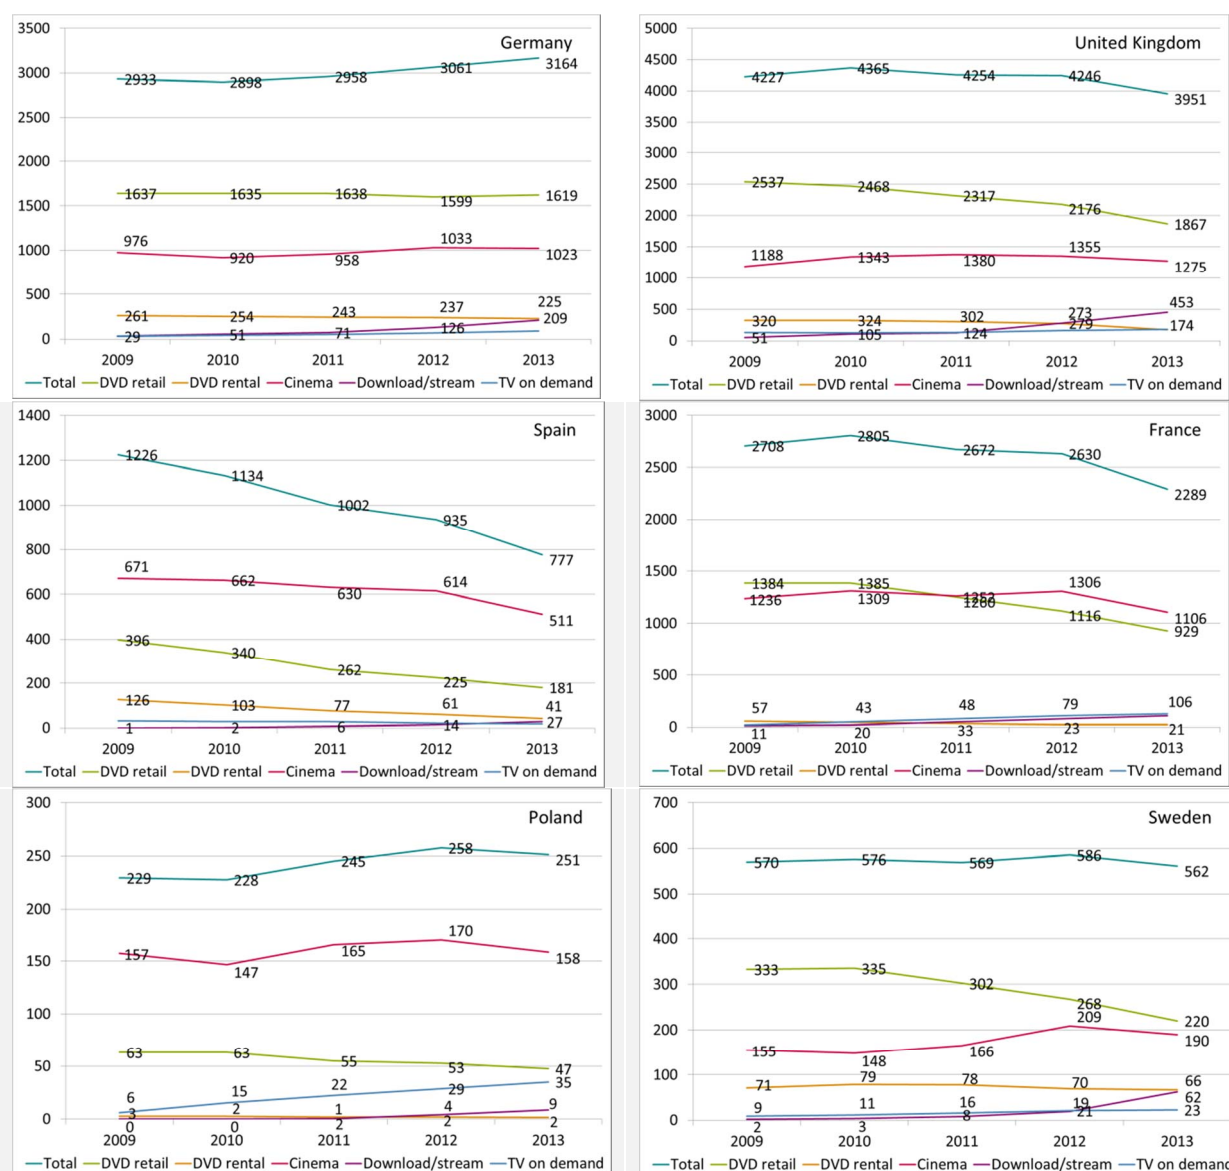 3500
Germany
3164
3061
2958
2898
2933
3000
2500
2000
1637 1635 1638 1599 1619
1500
976 920 958 1033 1023
1000
500
261 254 243 237 225
29 51 71 126 209
0
2009 2010 2011 2012 2013
Total DVD retail DVD rental Cinema Download/stream TV on demand
5000
United Kingdom
4500
4227 4365 4254 4246 3951
4000
3500
3000
2537 2468 2317 2176 1867
2500
2000
1500
1188 1343 1380 1355 1275
1000
500
320 324 302 273 453
51 105 124 279 174
0
2009 2010 2011 2012 2013
Total DVD retail DVD rental Cinema Download/stream TV on demand
1400
Spain
1200
1226 1134 1002 935 777
1000
800
671 662 630 614 511
600
400
396 340 262 225 181
200
126 103 77 61 41
1 2 6 14 27
0
2009 2010 2011 2012 2013
Total DVD retail DVD rental Cinema Download/stream TV on demand
3000
France
2708 2805 2672 2630 2289
2500
2000
1500
1384 1385 1252 1306 1106
1236 1309 1260 1116 929
1000
500
57 43 48 79 106
11 20 33 23 21
0
2009 2010 2011 2012 2013
Total DVD retail DVD rental Cinema Download/stream TV on demand
300
Poland
250
229 228 245 258 251
200
157 147 165 170 158
150
100
63 63 55 53 47
50
6 15 22 29 35
3 2 1 4 9
0 0 2 2 2
0
2009 2010 2011 2012 2013
Total DVD retail DVD rental Cinema Download/stream TV on demand
700
Sweden
600
570 576 569 586 562
500
400
333 335 302 268 220
300
200
155 148 166 209 190
100
71 79 78 70 66
9 11 16 19 62
2 3 8 21 23
0
2009 2010 2011 2012 2013
Total DVD retail DVD rental Cinema Download/stream TV on demand